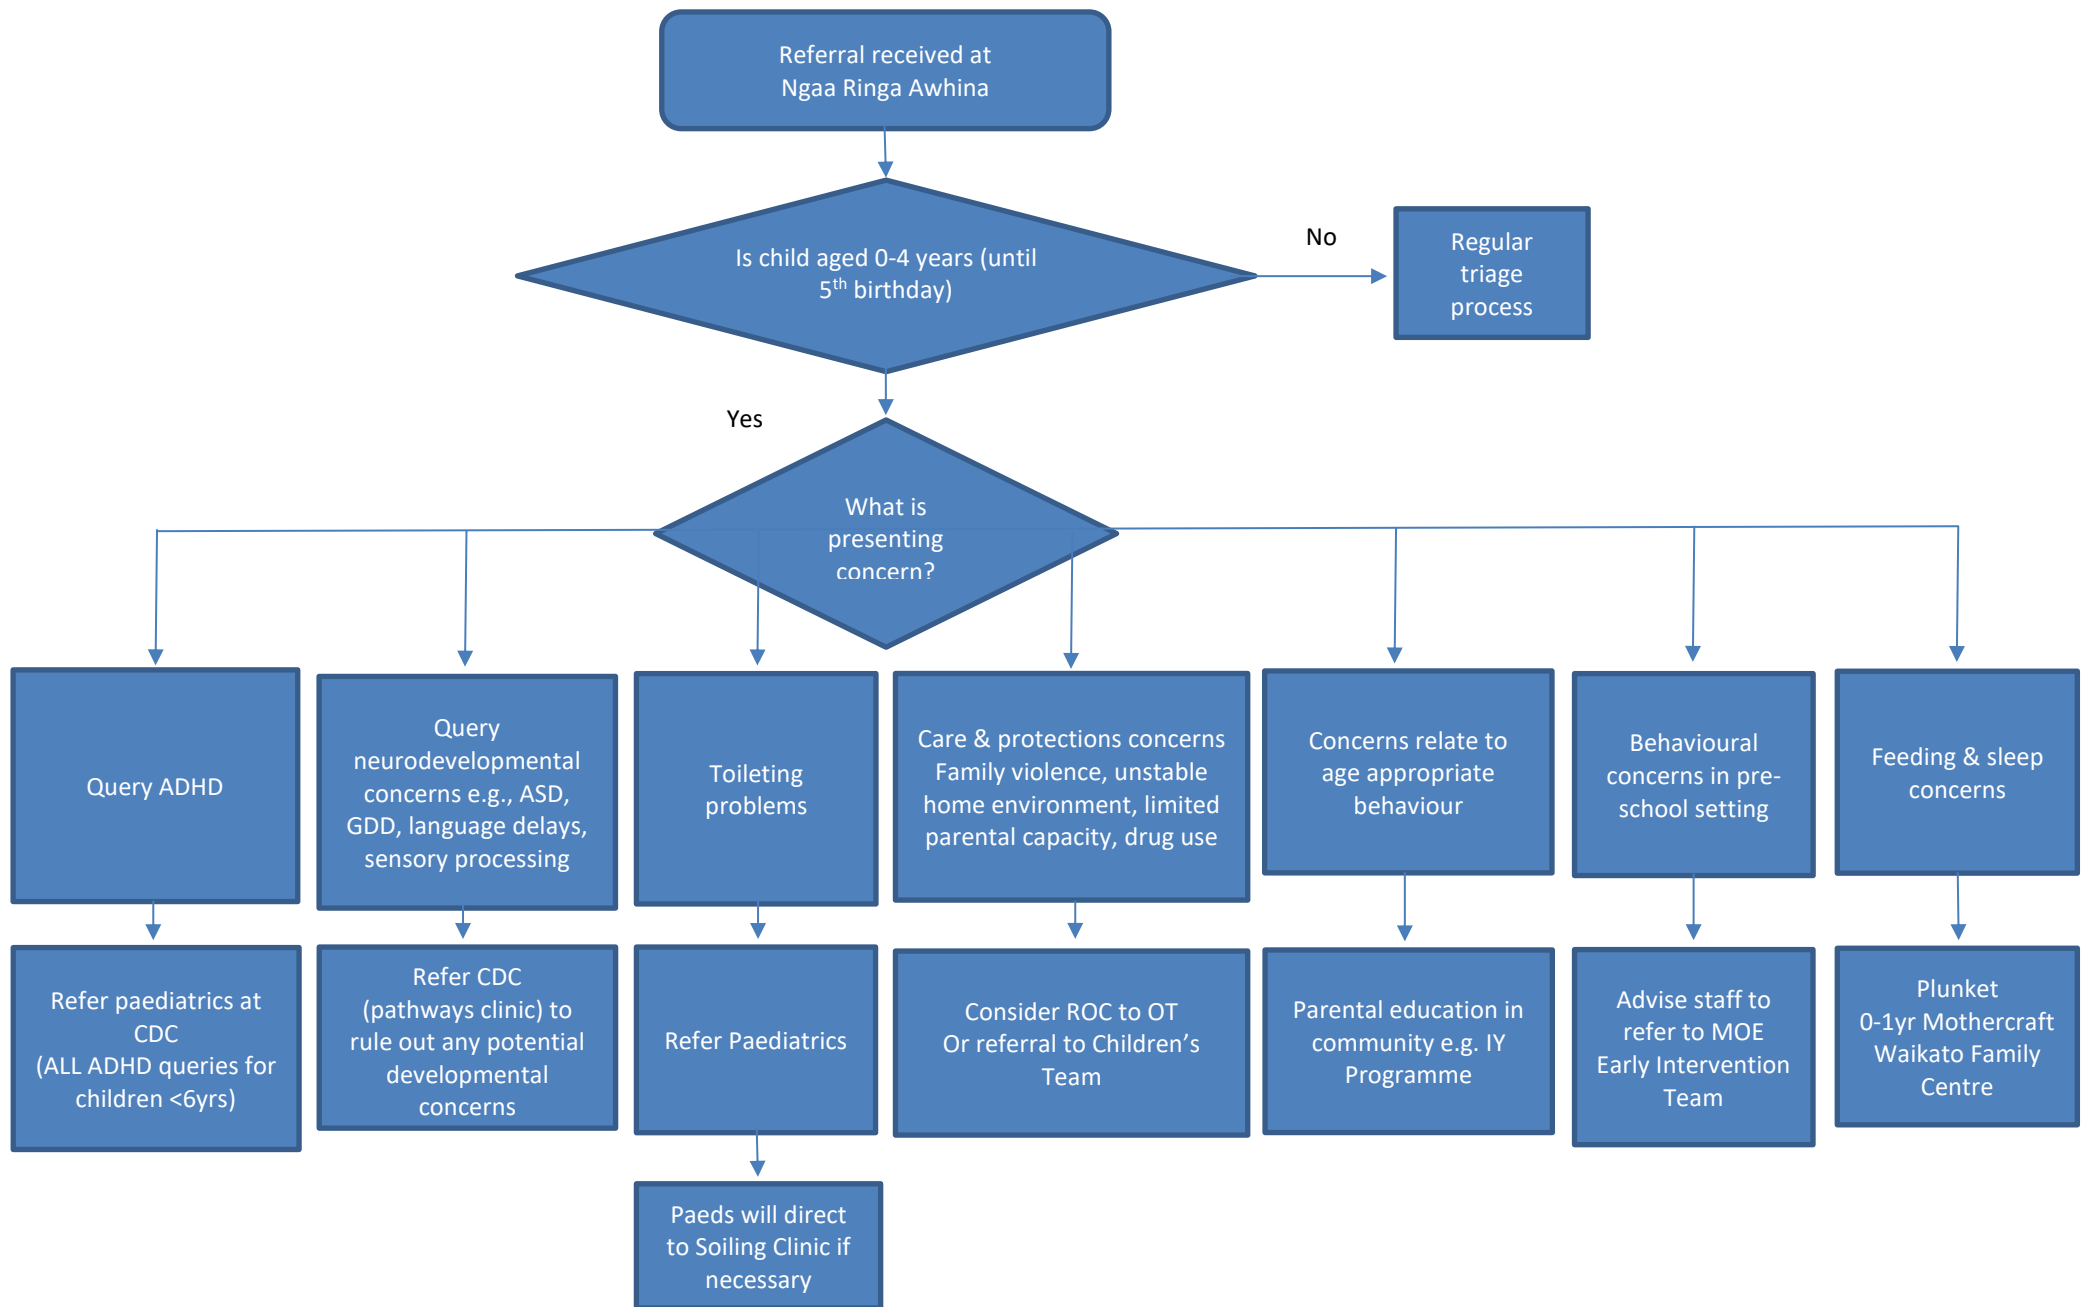 Referral received at
Ngaa Ringa Awhina
Is child aged 0-4 years (until
5th birthday)
No
Regular
triage
process
Yes
What is
presenting
concern?
Query ADHD
Query
neurodevelopmental
concerns e.g., ASD,
GDD, language delays,
sensory processing
Toileting
problems
Care & protections concerns
Family violence, unstable
home environment, limited
parental capacity, drug use
Concerns relate to
age appropriate
behaviour
Behavioural
concerns in pre-
school setting
Feeding & sleep
concerns
Refer paediatrics at
CDC
(ALL ADHD queries for
children <6yrs)
Refer CDC
(pathways clinic) to
rule out any potential
developmental
concerns
Refer Paediatrics
Consider ROC to OT
Or referral to Children's
Team
Parental education in
community e.g. IY
Programme
Advise staff to
refer to MOE
Early Intervention
Team
Plunket
0-1yr Mothercraft
Waikato Family
Centre
Paeds will direct
to Soiling Clinic if
necessary